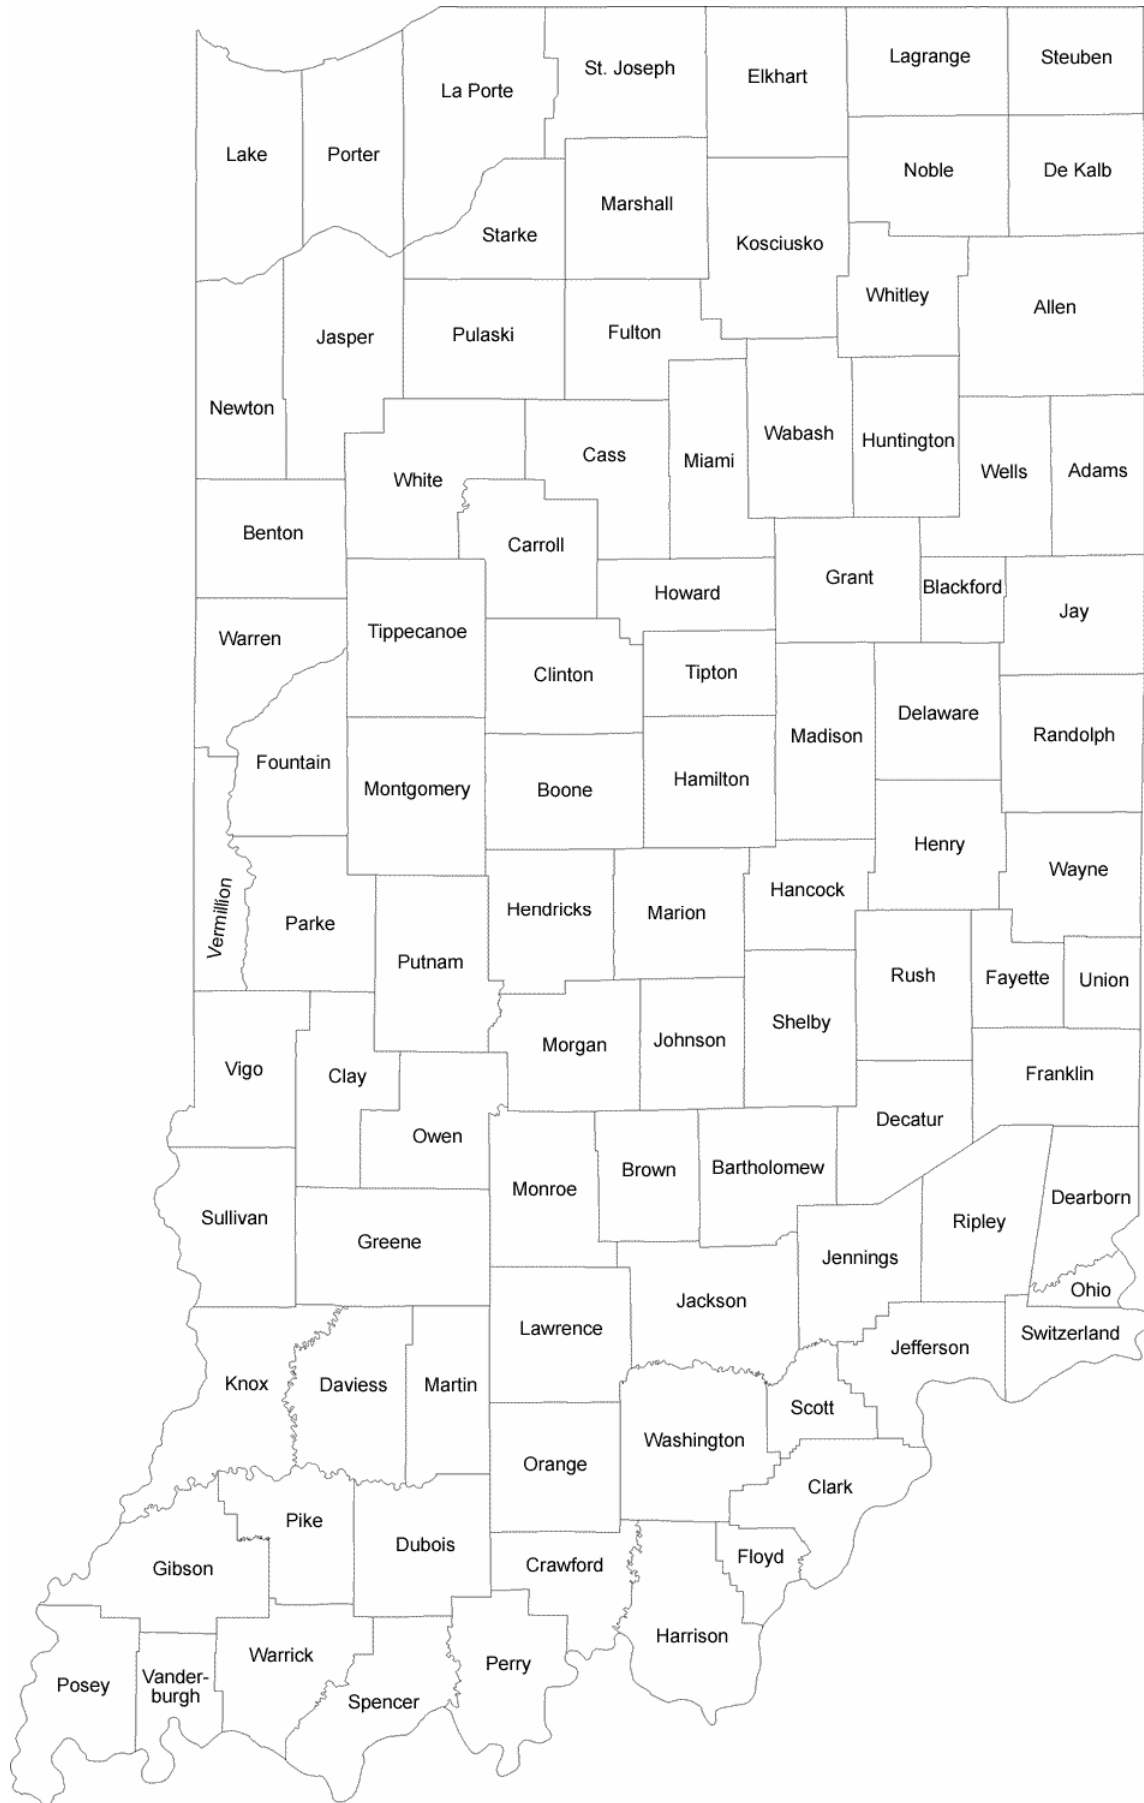 St. Joseph
Lagrange
Steuben
Elkhart
La Porte
Lake
Porter
Noble
De Kalb
Marshall
Starke
Kosciusko
Whitley
Allen
Jasper
Pulaski
Fulton
Newton
Wabash
Huntington
White
Cass
Miami
Wells
Adams
Benton
Carroll
Grant
Blackford
Howard
Jay
Warren
Tippecanoe
Clinton
Tipton
Delaware
Madison
Randolph
Fountain
Montgomery
Boone
Hamilton
Henry
Wayne
Vermillion
Parke
Hendricks
Marion
Hancock
Putnam
Rush
Fayette
Union
Shelby
Vigo
Clay
Morgan
Johnson
Franklin
Owen
Decatur
Monroe
Brown
Bartholomew
Dearborn
Sullivan
Greene
Ripley
Jennings
Jackson
Ohio
Lawrence
Jefferson
Switzerland
Knox
Daviess
Martin
Scott
Washington
Orange
Clark
Pike
Dubois
Gibson
Crawford
Floyd
Harrison
Warrick
Perry
Posey
Vander-
burgh
Spencer